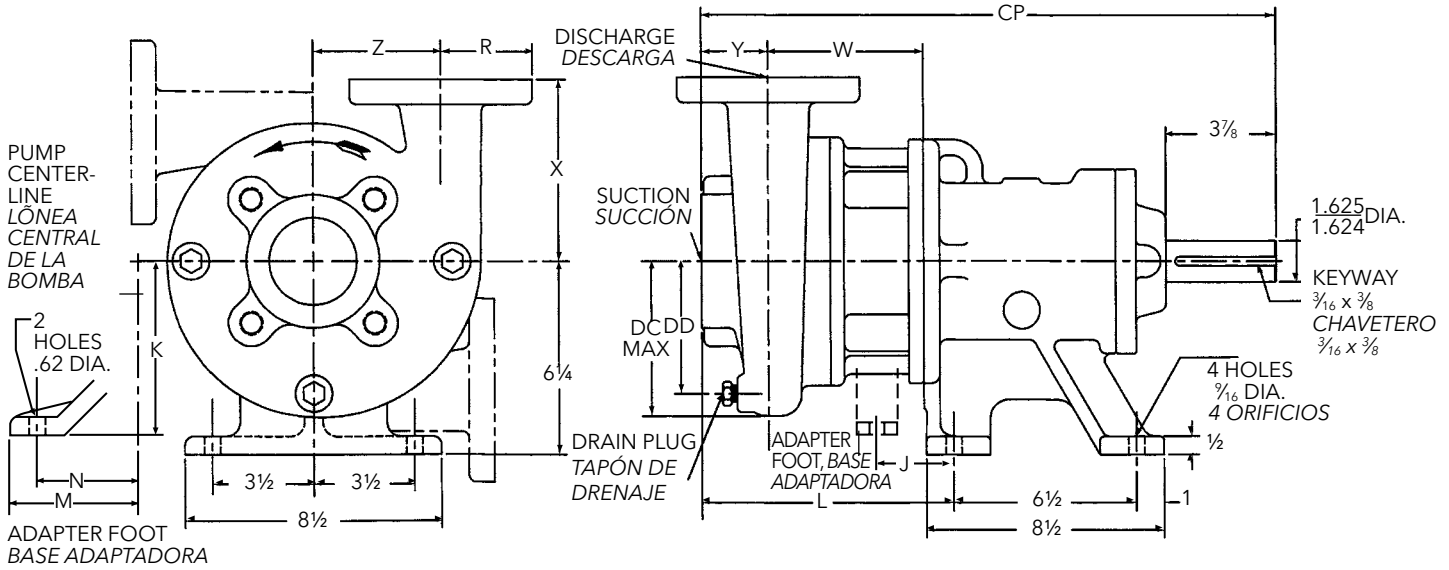 CP
Z
R
DISCHARGE
DESCARGA
Y
W
3⅞
PUMP
CENTER-
LINE
LÕNEA
CENTRAL
DE LA
BOMBA
X
SUCTION
SUCCIÓN
1.625
1.624 DIA.
KEYWAY
3/16 x 3/8
CHAVETERO
3/16 x 3/8
2
HOLES
.62 DIA.
K
6¼
DC
MAX
DD
4 HOLES
9/16 DIA.
4 ORIFICIOS
½
DRAIN PLUG
TAPÓN DE
DRENAJE
ADAPTER
FOOT, BASE
ADAPTADORA
J
N
M
3½
3½
8½
L
6½
1
8½
ADAPTER FOOT
BASE ADAPTADORA